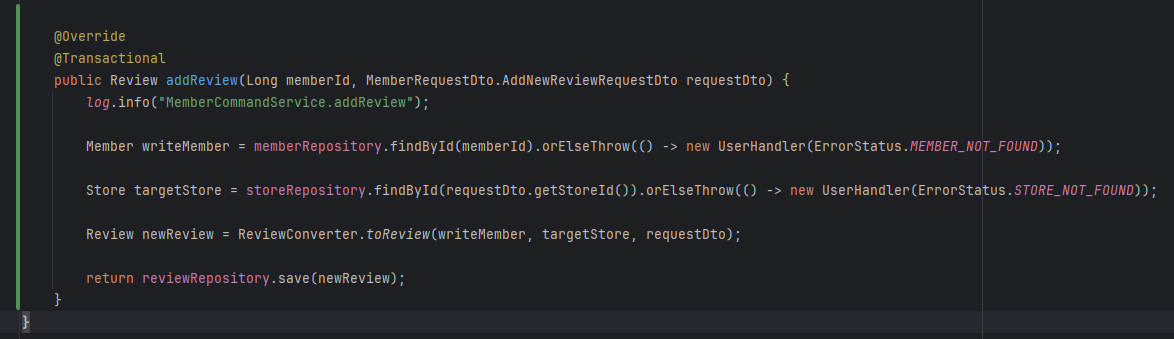 @Override
@Transactional
public Review addReview(Long memberId, MemberRequestDto.AddNewReviewRequestDto requestDto) {
log.info("MemberCommandService.addReview");
Member writeMember = memberRepository.findById(memberId).orElseThrow(() -> new UserHandler(ErrorStatus.MEMBER_NOT_FOUND));
Store targetStore = storeRepository.findById(requestDto.getStoreId()).orElseThrow(() -> new UserHandler(ErrorStatus.STORE_NOT_FOUND));
Review newReview = ReviewConverter.toReview(writeMember, targetStore, requestDto);
return reviewRepository.save(newReview);
}
}